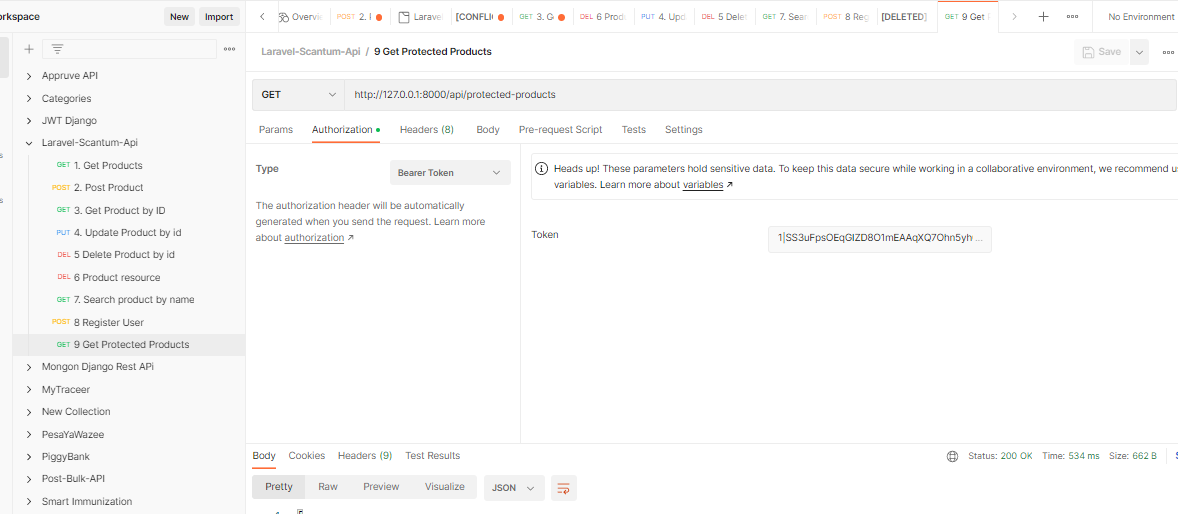 rkspace New Import
Overvi POST 2. I Laravel [CONFLIC GET 3. G DEL 6 Prod PUT 4. Upd DEL 5 Delet GET 7. Sear POST 8 Reg [DELETED] GET 9 Get No Environment
Laravel-Scantum-Api / 9 Get Protected Products Save
GET http://127.0.0.1:8000/api/protected-products
Params Authorization Headers (8) Body Pre-request Script Tests Settings
Appruve API
Categories
JWT Django
Laravel-Scantum-Api
GET 1. Get Products
POST 2. Post Product
GET 3. Get Product by ID
PUT 4. Update Product by id
DEL 5 Delete Product by id
DEL 6 Product resource
GET 7. Search product by name
POST 8 Register User
GET 9 Get Protected Products
Mongon Django Rest APi
MyTraceer
New Collection
PesaYaWazee
PiggyBank
Post-Bulk-API
Smart Immunization
Type Bearer Token
The authorization header will be automatically
generated when you send the request. Learn more
about authorization ↗
Heads up! These parameters hold sensitive data. To keep this data secure while working in a collaborative environment, we recommend u
variables. Learn more about variables ↗
Token 1|SS3uFpsOEqGIZD8O1mEAAqXQ7Ohn5yh ...
Body Cookies Headers (9) Test Results Status: 200 OK Time: 534 ms Size: 662 B
Pretty Raw Preview Visualize JSON